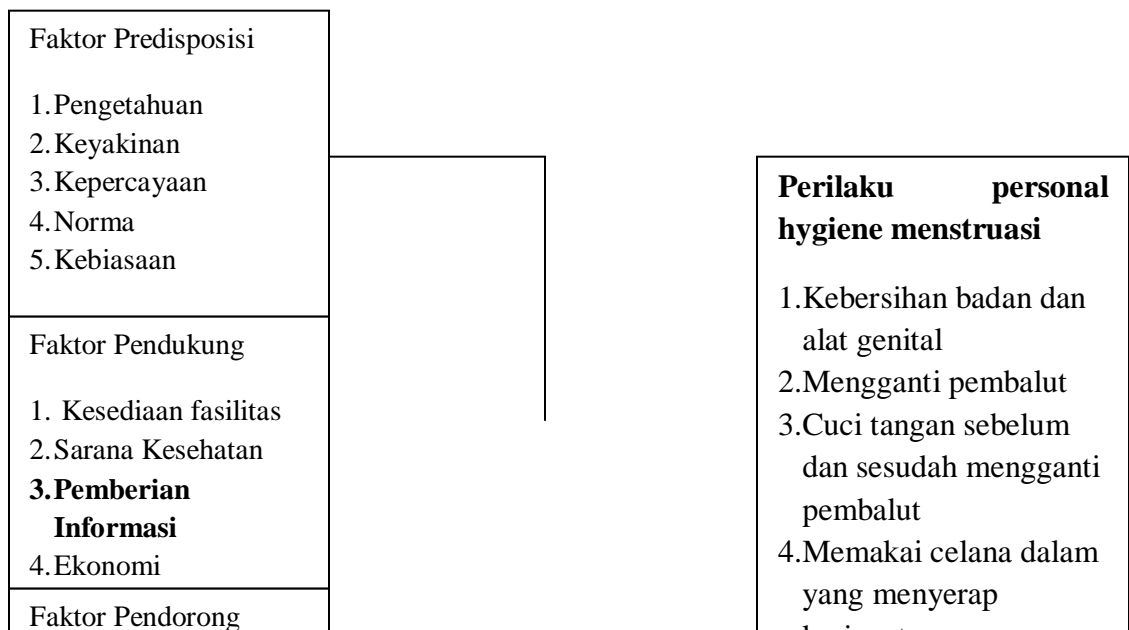 Faktor Predisposisi
1.Pengetahuan
2.Keyakinan
3.Kepercayaan
4.Norma
5.Kebiasaan
Faktor Pendukung
1. Kesediaan fasilitas
2.Sarana Kesehatan
3.Pemberian
Informasi
4.Ekonomi
Faktor Pendorong
Perilaku personal
hygiene menstruasi
1.Kebersihan badan dan
alat genital
2.Mengganti pembalut
3.Cuci tangan sebelum
dan sesudah mengganti
pembalut
4.Memakai celana dalam
yang menyerap